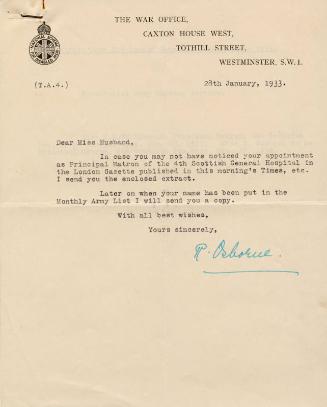 THE WAR OFFICE,
CAXTON HOUSE WEST,
TOTHILL STREET,
WESTMINSTER, S.W.1.
(T.A.4.)
28th January, 1933.
Dear Miss Husband,
In case you may not have noticed your appointment
as Principal Matron of the 4th Scottish General Hospital in
the London Gazette published in this morning's Times, etc.
I send you the enclosed extract.
Later on when your name has been put in the
Monthly Army List I will send you a copy.
With all best wishes,
Yours sincerely,
R. Osborne.